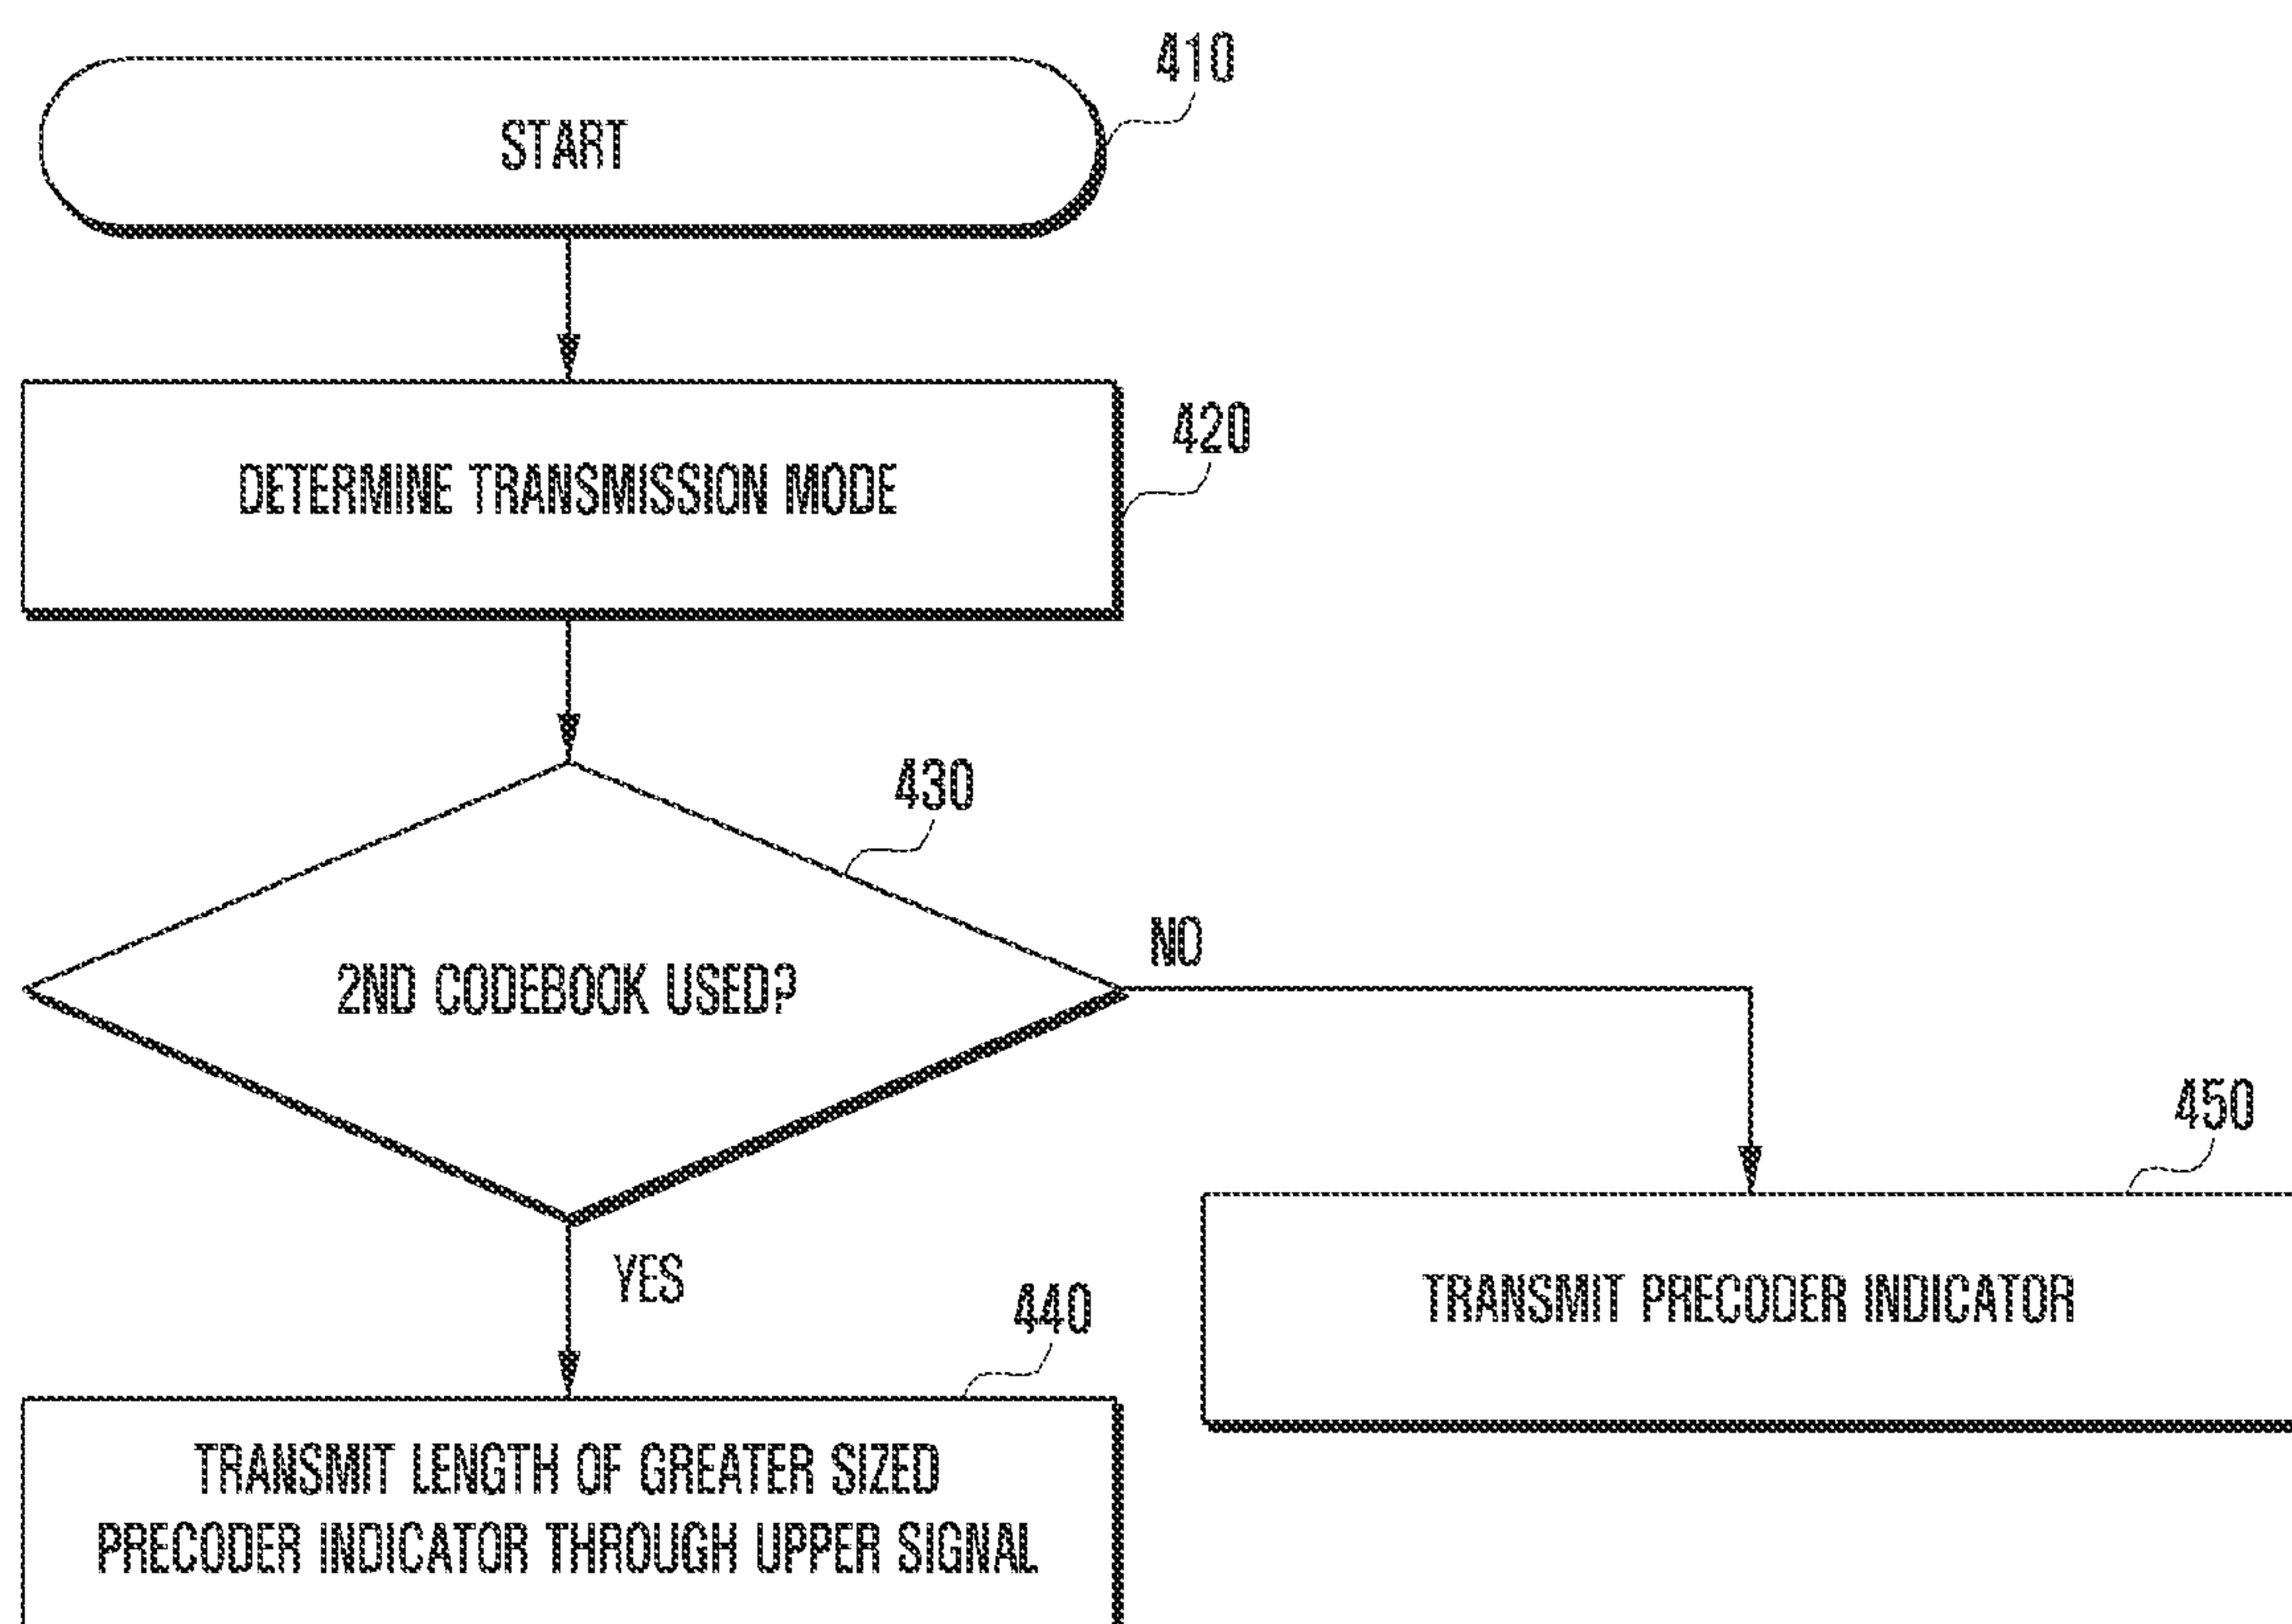 410
START
420
DETERMINE TRANSMISSION MODE
430
2ND CODEBOOK USED?
NO
450
TRANSMIT PRECODER INDICATOR
YES
440
TRANSMIT LENGTH OF GREATER SIZED
PRECODER INDICATOR THROUGH UPPER SIGNAL